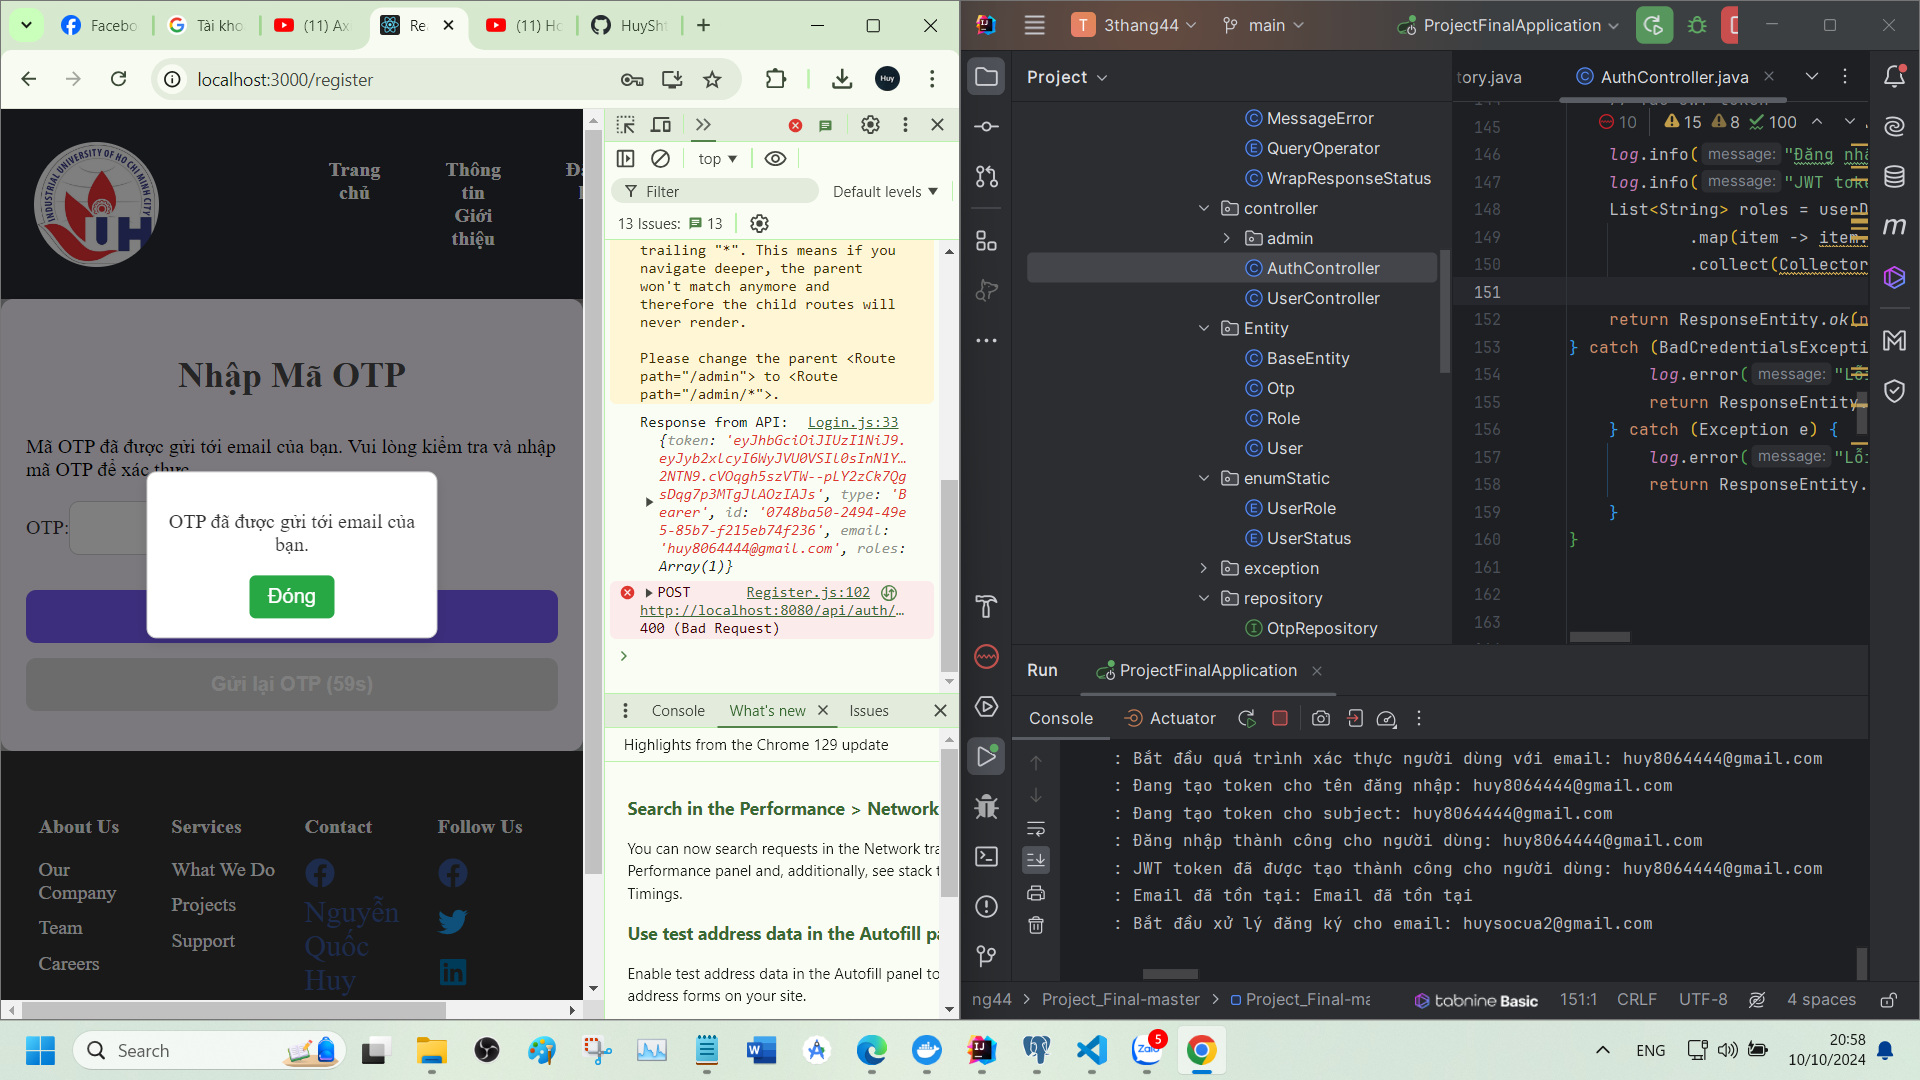 Facebo
Tài kho
(11) Ax
Re
(11) Ho
HuySh
localhost:3000/register
Huy
INDUSTRIAL UNIVERSITY OF HO CHI MINH CITY
UH
Trang
chủ
Thông
tin
Giới
thiệu
Nhập Mã OTP
Mã OTP đã được gửi tới email của bạn. Vui lòng kiểm tra và nhập
mã OTP để xác thực
OTP:
OTP đã được gửi tới email của
bạn.
Đóng
Gửi lại OTP (59s)
About Us
Our
Company
Team
Careers
Services
What We Do
Projects
Support
Contact
Nguyễn
Quốc
Huy
Follow Us
top
Filter
Default levels
13 Issues: 13
trailing "*". This means if you
navigate deeper, the parent
won't match anymore and
therefore the child routes will
never render.
Please change the parent <Route
path="/admin"> to <Route
path="/admin/*">.
Response from API: Login.js:33
{token: 'eyJhbGciOiJIUzI1NiJ9.
eyJyb2xlcyI6WyJVU0VSIl0sInN1Y…
2NTN9.cVOqgh5szVTW--pLY2zCk7Qg
sDqg7p3MTgJlAOzIAJs', type: 'B
earer', id: '0748ba50-2494-49e
5-85b7-f215eb74f236', email:
'huy8064444@gmail.com', roles:
Array(1)}
POST Register.js:102
http://localhost:8080/api/auth/…
400 (Bad Request)
Console What's new Issues
Highlights from the Chrome 129 update
Search in the Performance > Network
You can now search requests in the Network tra
Performance panel and, additionally, see stack t
Timings.
Use test address data in the Autofill pa
Enable test address data in the Autofill panel to
address forms on your site.
T 3thang44 main ProjectFinalApplication
Project
MessageError
QueryOperator
WrapResponseStatus
controller
admin
AuthController
UserController
Entity
BaseEntity
Otp
Role
User
enumStatic
UserRole
UserStatus
exception
repository
OtpRepository
tory.java AuthController.java
10 15 8 100
145
146 log.info( message: "Đăng nhậ
147 log.info( message: "JWT toke
148 List<String> roles = userD
149 .map(item -> item.
150 .collect(Collector
151
152 return ResponseEntity.ok(n
153 } catch (BadCredentialsExcepti
154 log.error( message: "Lỗi
155 return ResponseEntity.
156 } catch (Exception e) {
157 log.error( message: "Lỗi
158 return ResponseEntity.
159 }
160 }
161
162
163
Run ProjectFinalApplication
Console Actuator
: Bắt đầu quá trình xác thực người dùng với email: huy8064444@gmail.com
: Đang tạo token cho tên đăng nhập: huy8064444@gmail.com
: Đang tạo token cho subject: huy8064444@gmail.com
: Đăng nhập thành công cho người dùng: huy8064444@gmail.com
: JWT token đã được tạo thành công cho người dùng: huy8064444@gmail.com
: Email đã tồn tại: Email đã tồn tại
: Bắt đầu xử lý đăng ký cho email: huysocua2@gmail.com
ng44 > Project_Final-master > Project_Final-ma
tabnine Basic 151:1 CRLF UTF-8 4 spaces
Search
Zalo
5
ENG
20:58
10/10/2024